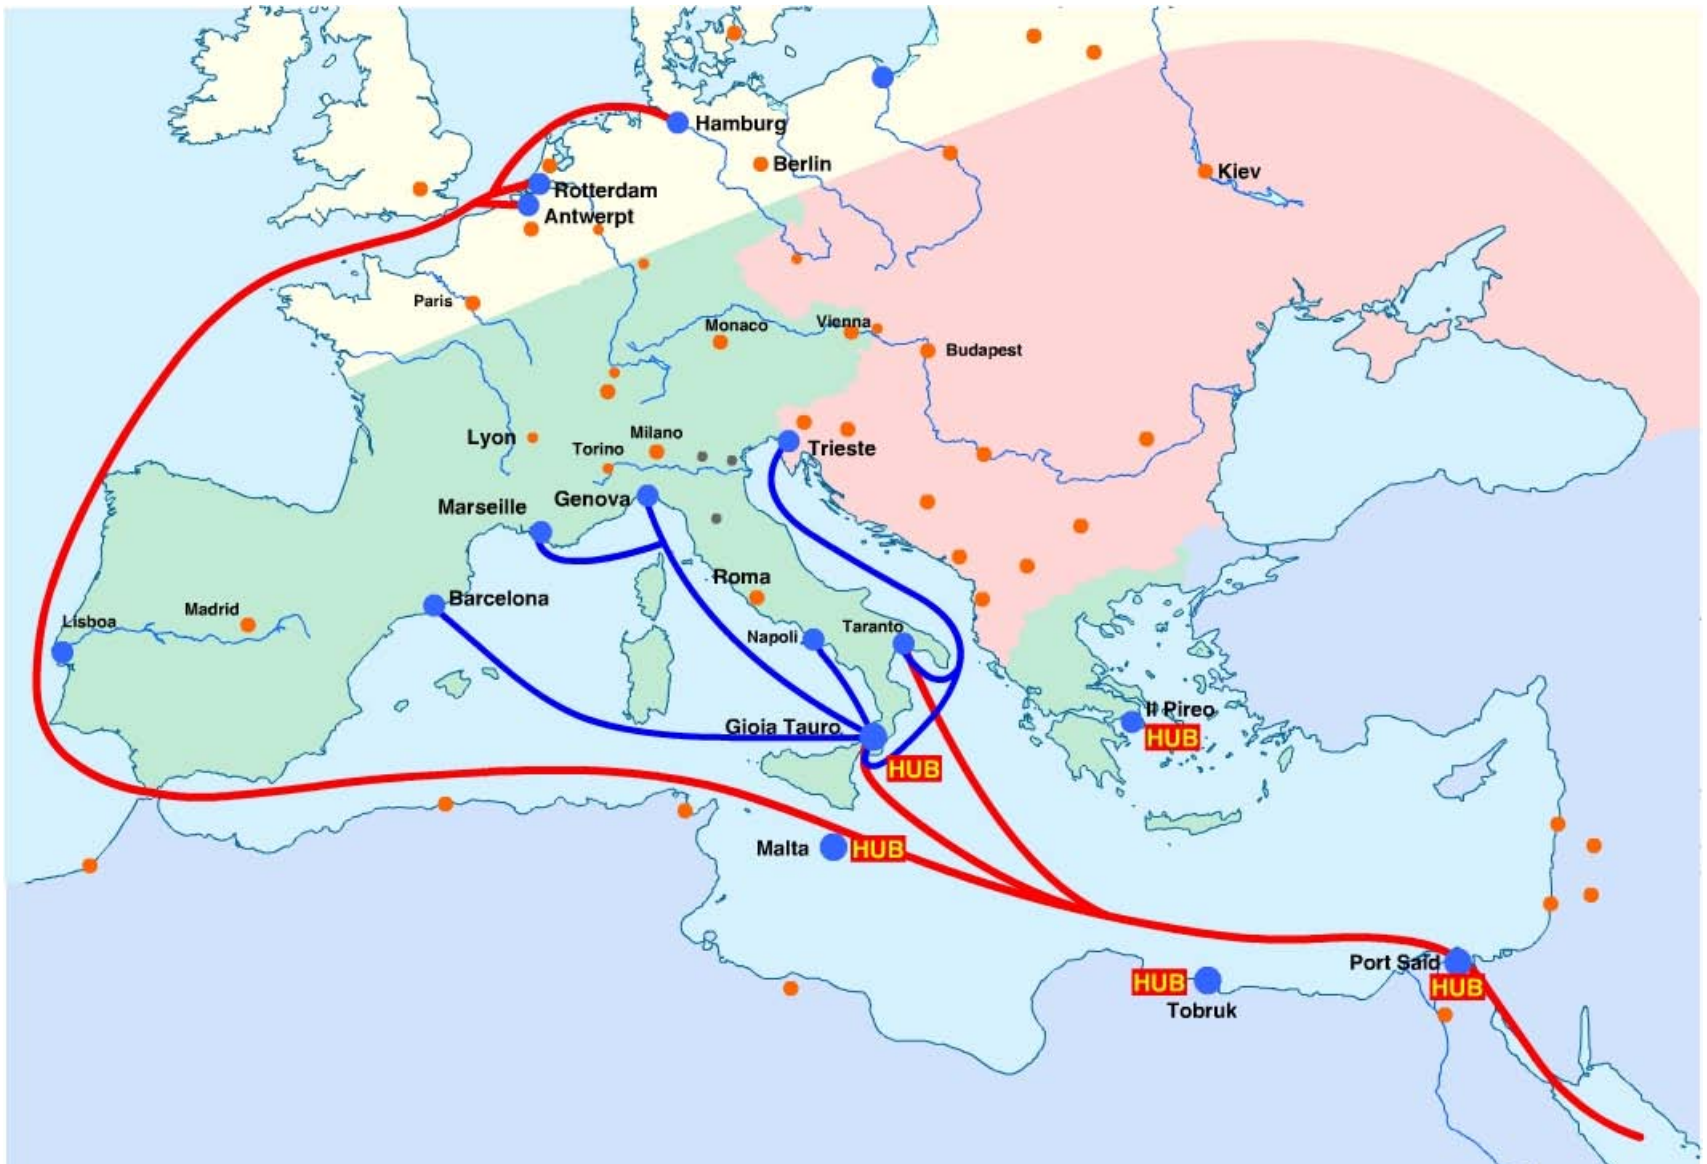 Hamburg
Berlin
Kiev
Rotterdam
Antwerpt
Paris
Monaco
Vienna
Budapest
Lyon
Milano
Torino
Trieste
Genova
Marseille
Roma
Barcelona
Madrid
Lisboa
Napoli
Taranto
Il Pireo
HUB
Gioia Tauro
HUB
Malta
HUB
Port Said
HUB
HUB
Tobruk